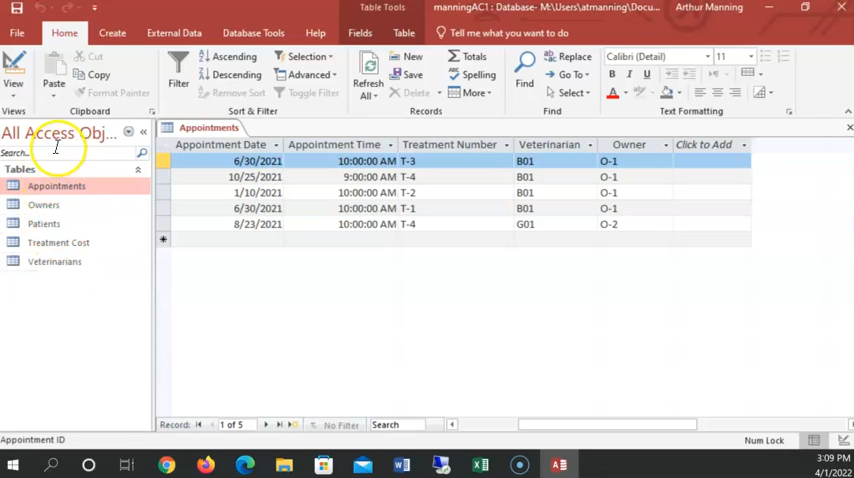 Table Tools
manningAC1 : Database- M:\Users\atmanning\Docu...
Arthur Manning
File
Home
Create
External Data
Database Tools
Help
Fields
Table
Tell me what you want to do
View
Views
Paste
Cut
Copy
Format Painter
Clipboard
Filter
Ascending
Descending
Remove Sort
Selection
Advanced
Toggle Filter
Sort & Filter
Refresh
All
New
Save
Delete
Totals
Spelling
More
Records
Find
Replace
Go To
Select
Find
Calibri (Detail)
11
B I U
A
Text Formatting
All Access Obj...
Search...
Tables
Appointments
Owners
Patients
Treatment Cost
Veterinarians
Appointments
Appointment Date Appointment Time Treatment Number Veterinarian Owner Click to Add
6/30/2021 10:00:00 AM T-3 B01 O-1
10/25/2021 9:00:00 AM T-4 B01 O-1
1/10/2021 10:00:00 AM T-2 B01 O-1
6/30/2021 10:00:00 AM T-1 B01 O-1
8/23/2021 10:00:00 AM T-4 G01 O-2
Record: 1 of 5 No Filter Search
Appointment ID
Num Lock
3:09 PM
4/1/2022